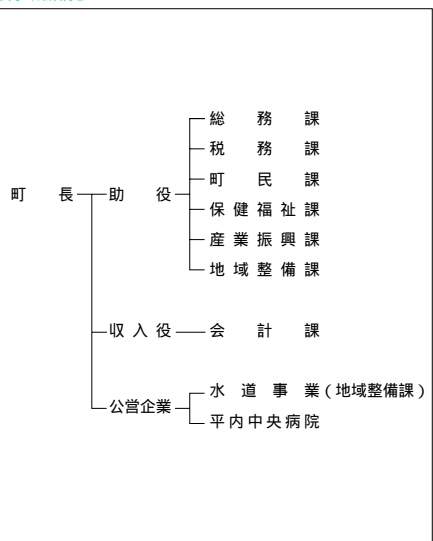 総務課
税務課
町民課
町長 助役
保健福祉課
産業振興課
地域整備課
収入役 会計課
水道事業(地域整備課)
公営企業
平内中央病院